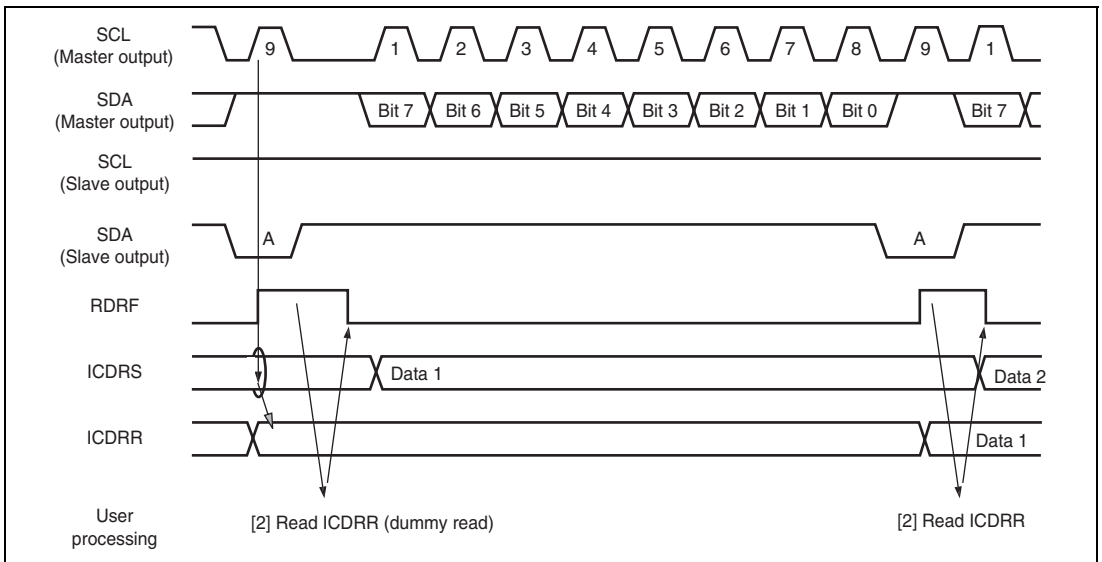 SCL
(Master output)
9
1
2
3
4
5
6
7
8
9
1
SDA
(Master output)
Bit 7
Bit 6
Bit 5
Bit 4
Bit 3
Bit 2
Bit 1
Bit 0
Bit 7
SCL
(Slave output)
SDA
(Slave output)
A
A
RDRF
ICDRS
Data 1
Data 2
ICDRR
Data 1
User
processing
[2] Read ICDRR (dummy read)
[2] Read ICDRR